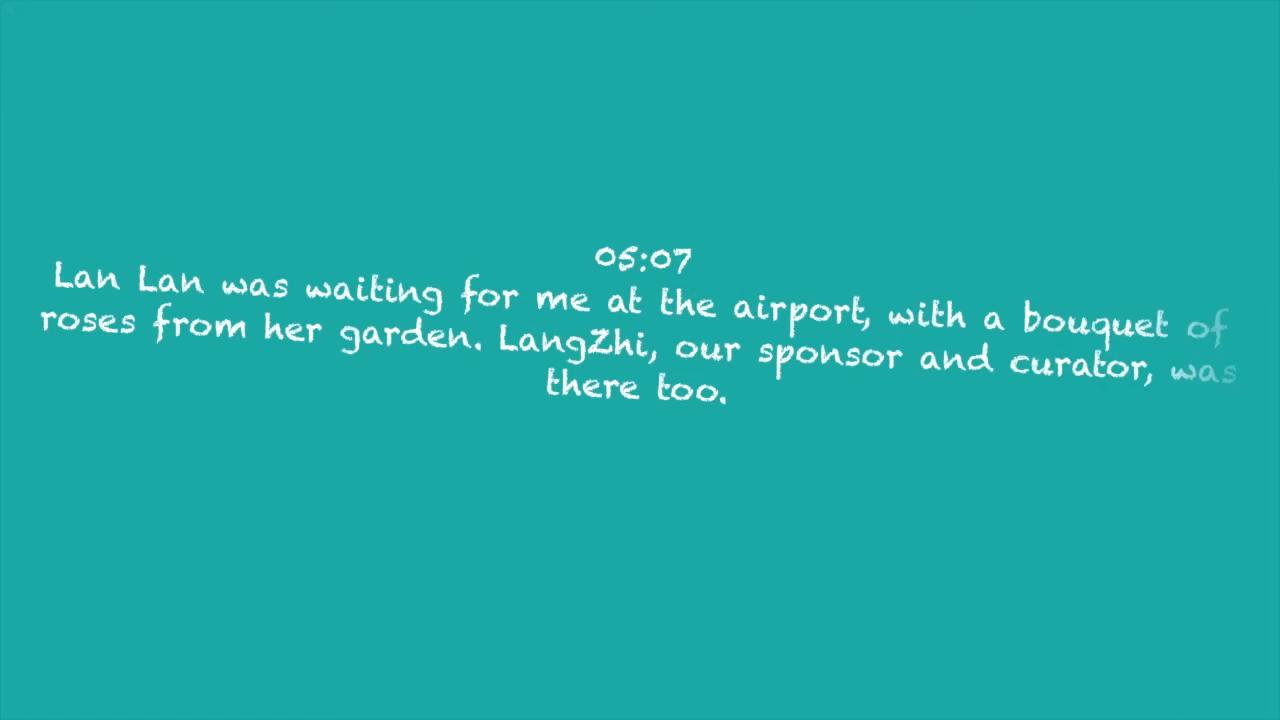 05:07
Lan Lan was waiting for me at the airport, with a bouquet of
roses from her garden. LangZhi, our sponsor and curator, was
there too.